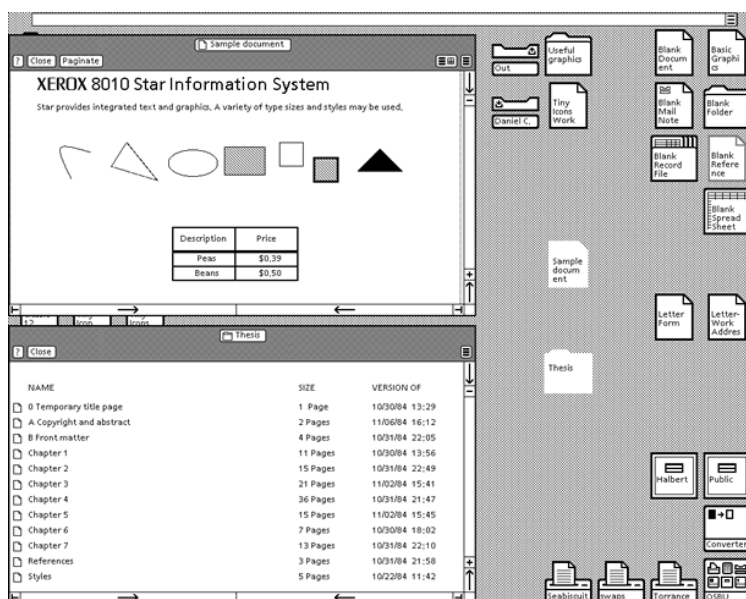 Sample document
? Close Paginate
XEROX 8010 Star Information System
Star provides integrated text and graphics. A variety of type sizes and styles may be used.
Description Price
Peas $0.39
Beans $0.50
Thesis
? Close
NAME SIZE VERSION OF
0 Temporary title page 1 Page 10/30/84 13:29
A Copyright and abstract 2 Pages 11/06/84 16:12
B Front matter 4 Pages 10/31/84 22:05
Chapter 1 11 Pages 10/30/84 13:56
Chapter 2 15 Pages 10/31/84 22:49
Chapter 3 21 Pages 11/02/84 15:41
Chapter 4 36 Pages 10/31/84 21:47
Chapter 5 15 Pages 11/02/84 15:45
Chapter 6 7 Pages 10/30/84 18:02
Chapter 7 13 Pages 10/31/84 22:10
References 3 Pages 10/31/84 21:58
Styles 5 Pages 10/22/84 11:42
Out
Useful
graphics
Blank
Docum
ent
Basic
Graphi
cs
Daniel C.
Tiny
Icons
Work
Blank
Mail
Note
Blank
Folder
Blank
Record
File
Blank
Refere
nce
Blank
Spread
Sheet
Sample
docum
ent
Letter
Form
Letter-
Work
Addres
Thesis
Halbert
Public
Converter
Seabiscuit
Torrance